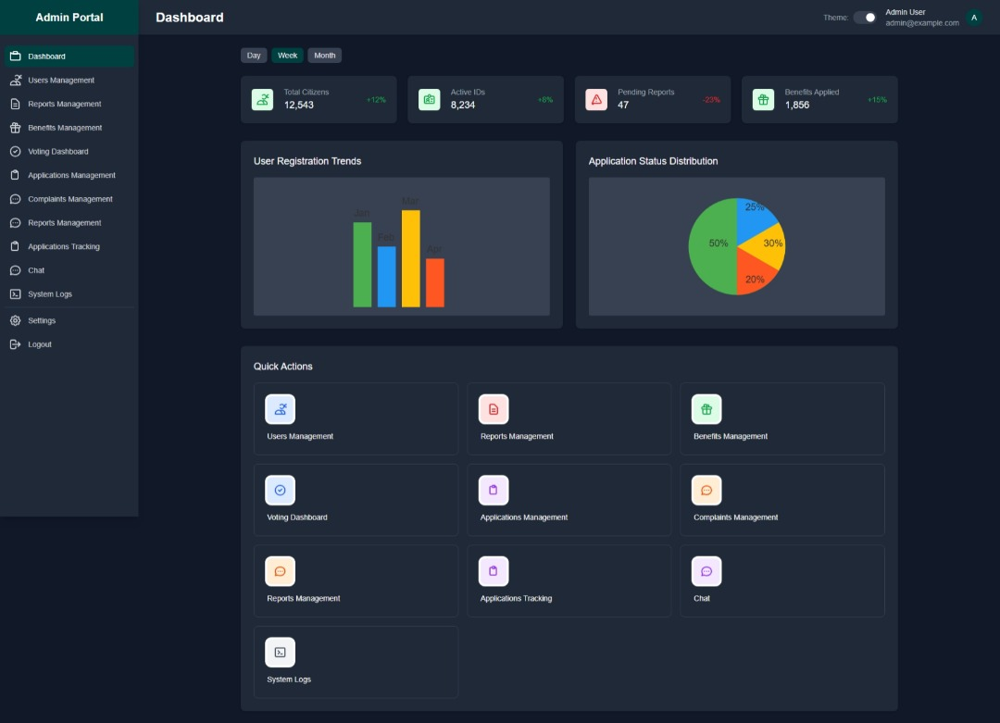 Admin Portal
Dashboard
Theme:
Admin User
admin@example.com
A
Dashboard
Users Management
Reports Management
Benefits Management
Voting Dashboard
Applications Management
Complaints Management
Reports Management
Applications Tracking
Chat
System Logs
Settings
Logout
Day
Week
Month
Total Citizens
12,543
+12%
Active IDs
8,234
+8%
Pending Reports
47
-23%
Benefits Applied
1,856
+15%
User Registration Trends
Jan
Feb
Mar
Apr
Application Status Distribution
25%
50%
30%
20%
Quick Actions
Users Management
Reports Management
Benefits Management
Voting Dashboard
Applications Management
Complaints Management
Reports Management
Applications Tracking
Chat
System Logs